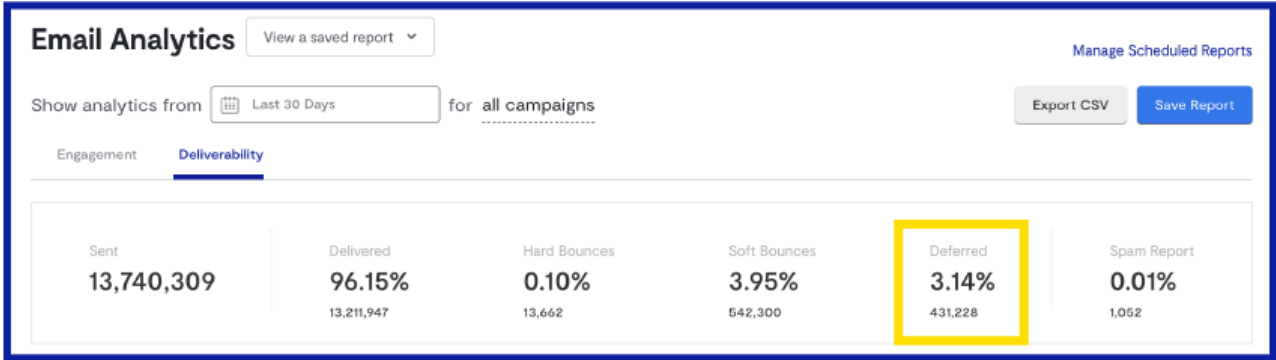 Email Analytics
View a saved report
Manage Scheduled Reports
Show analytics from
Last 30 Days
for all campaigns
Export CSV
Save Report
Engagement
Deliverability
Sent
13,740,309
Delivered
96.15%
13,211,947
Hard Bounces
0.10%
13,662
Soft Bounces
3.95%
542,300
Deferred
3.14%
431,228
Spam Report
0.01%
1,052